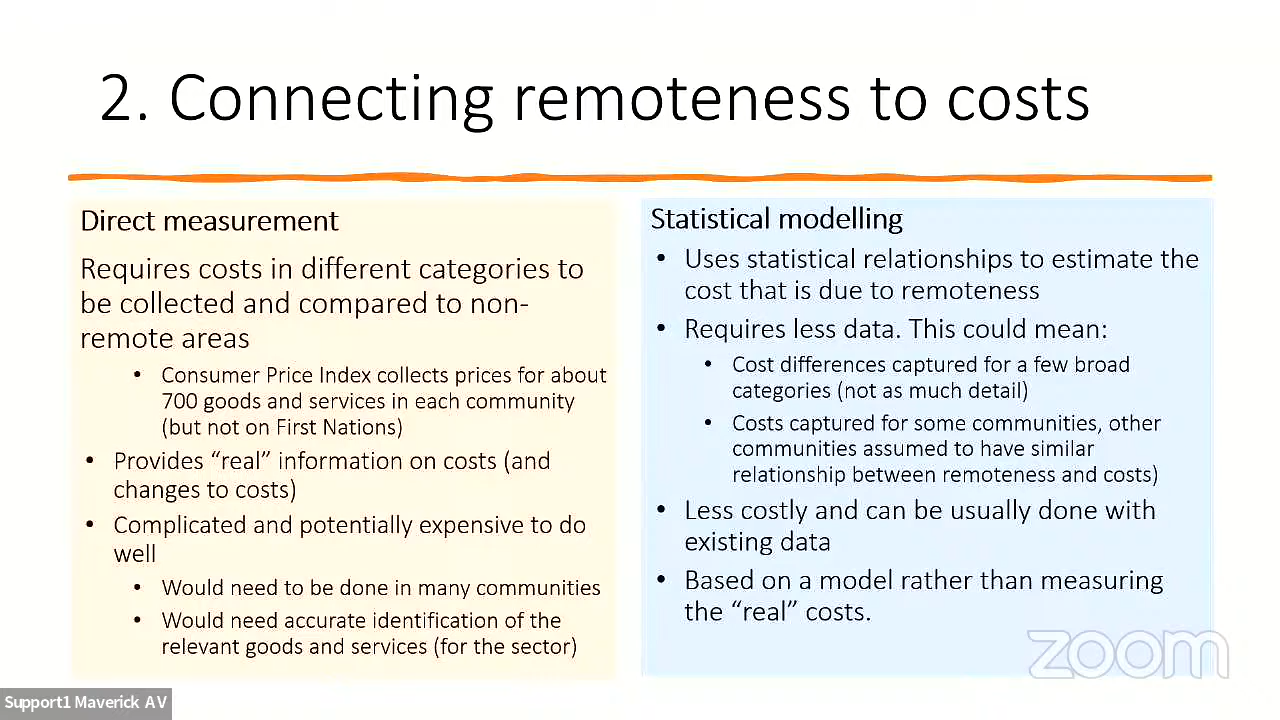 2. Connecting remoteness to costs
Direct measurement
Requires costs in different categories to
be collected and compared to non-
remote areas
• Consumer Price Index collects prices for about
700 goods and services in each community
(but not on First Nations)
• Provides “real” information on costs (and
changes to costs)
• Complicated and potentially expensive to do
well
• Would need to be done in many communities
• Would need accurate identification of the
relevant goods and services (for the sector)
Statistical modelling
• Uses statistical relationships to estimate the
cost that is due to remoteness
• Requires less data. This could mean:
• Cost differences captured for a few broad
categories (not as much detail)
• Costs captured for some communities, other
communities assumed to have similar
relationship between remoteness and costs)
• Less costly and can be usually done with
existing data
• Based on a model rather than measuring
the “real” costs.
zoom
Support1 Maverick AV